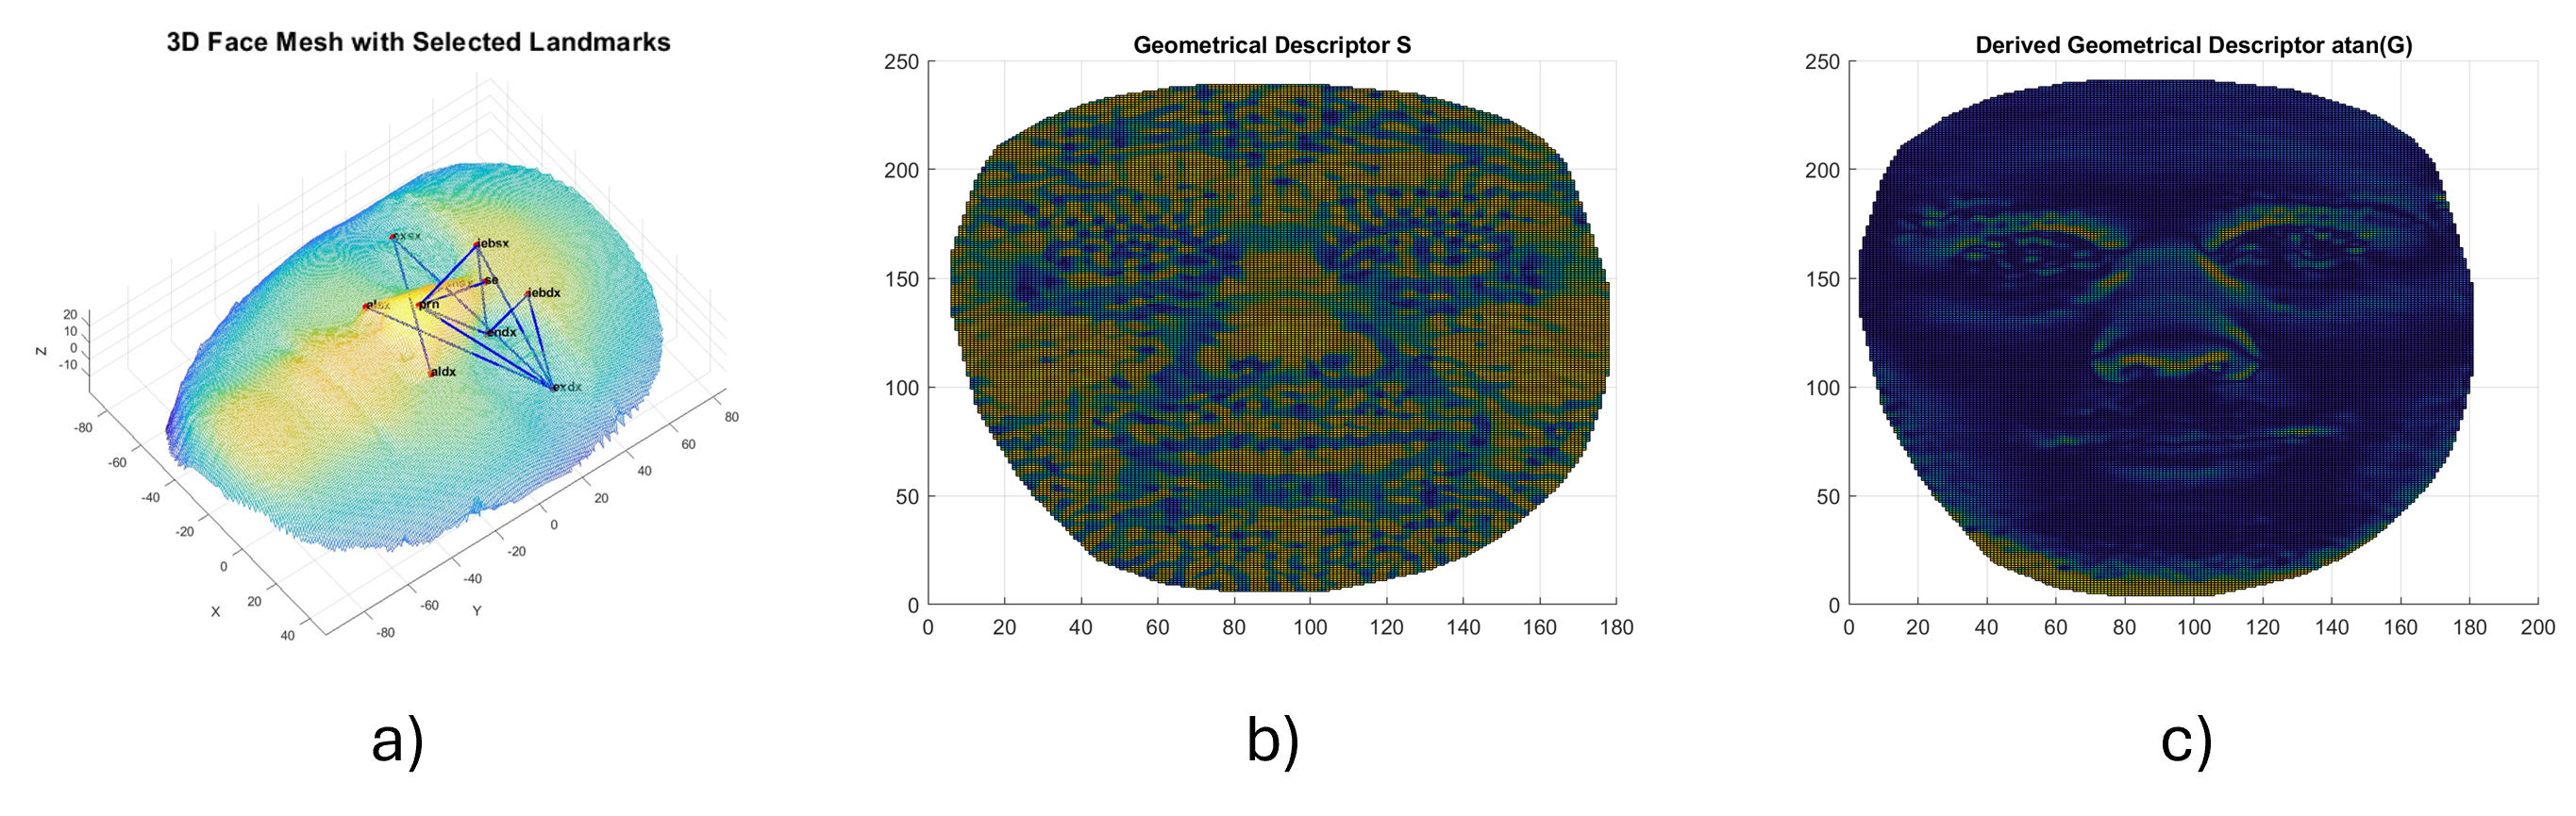 3D Face Mesh with Selected Landmarks
exsx
iebsx
se
iebdx
prn
endx
aldx
exdx
20
10
0
-10
Z
-80
-60
-40
-20
0
20
40
X
-80
-60
-40
-20
0
20
40
60
80
Y
a)
Geometrical Descriptor S
250
200
150
100
50
0
0 20 40 60 80 100 120 140 160 180
b)
Derived Geometrical Descriptor atan(G)
250
200
150
100
50
0
0 20 40 60 80 100 120 140 160 180 200
c)